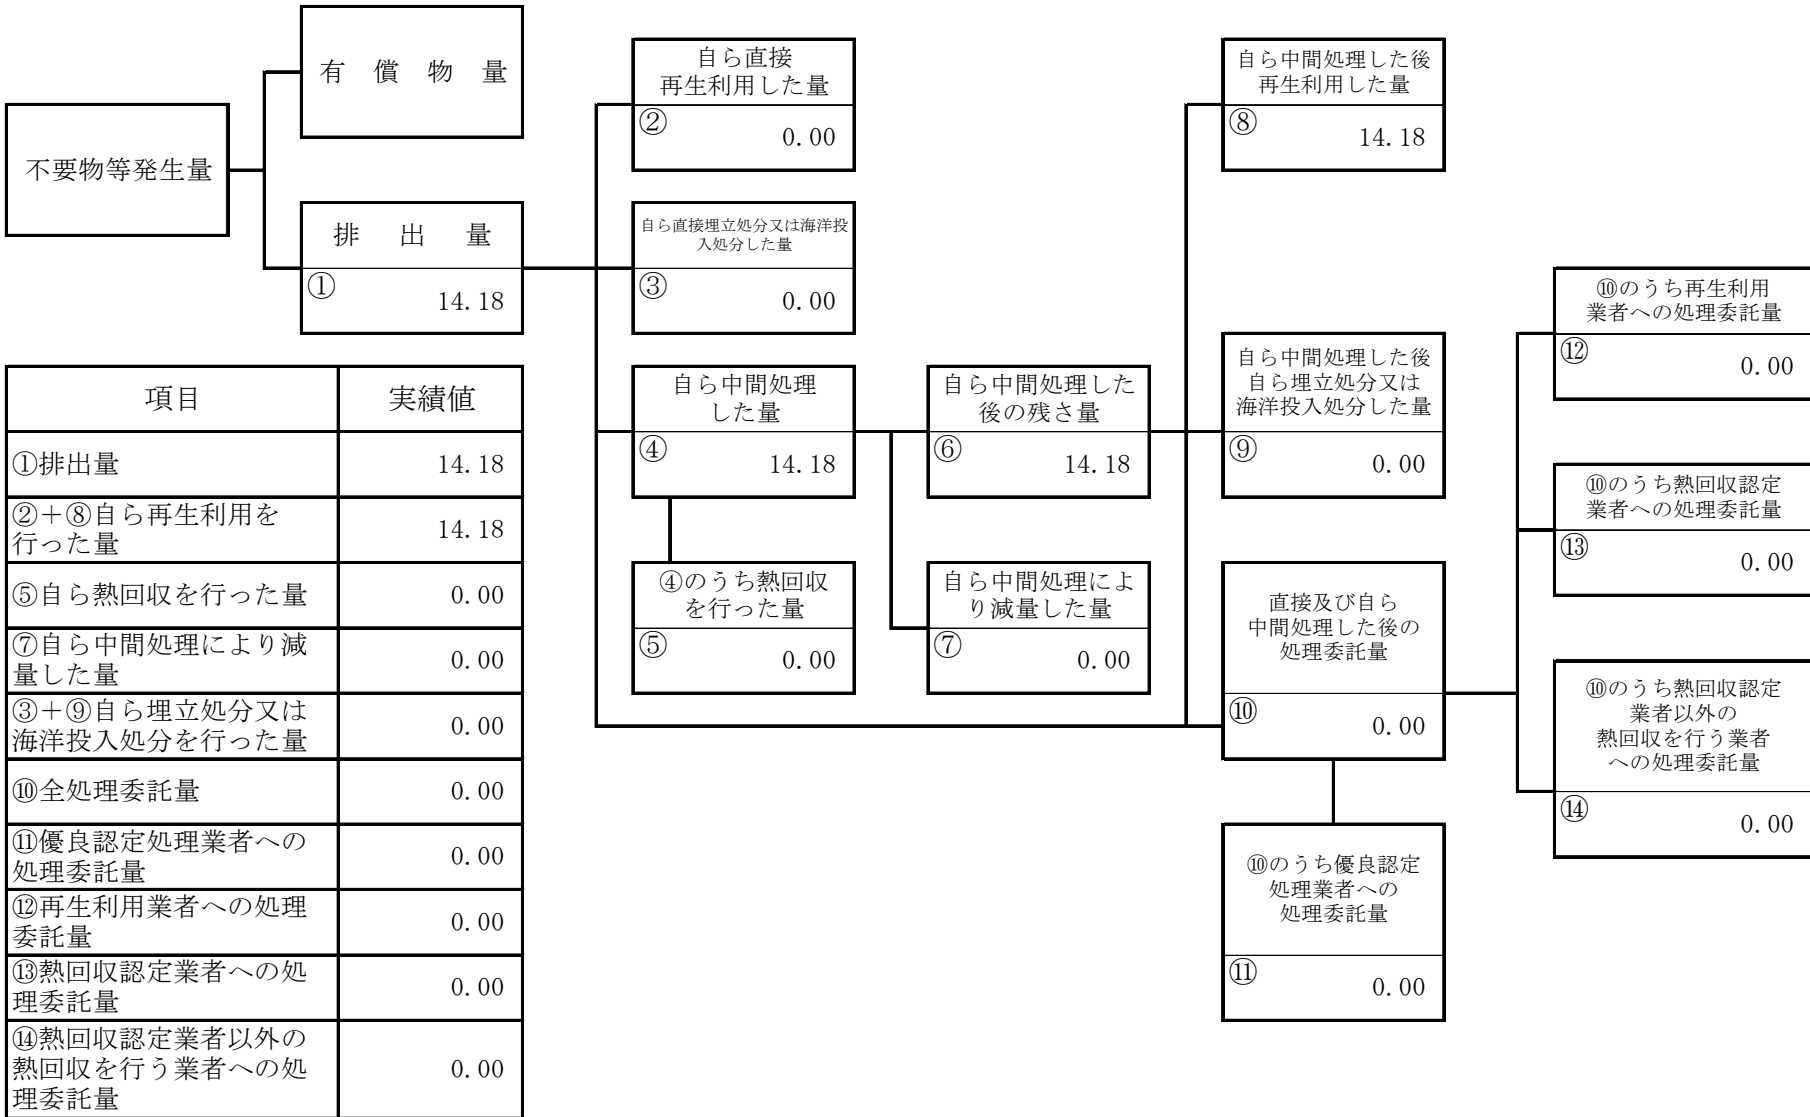 有 償 物 量
不要物等発生量
排 出 量
① 14.18
自ら直接
再生利用した量
② 0.00
自ら直接埋立処分又は海洋投
入処分した量
③ 0.00
自ら中間処理
した量
④ 14.18
④のうち熱回収
を行った量
⑤ 0.00
自ら中間処理した
後の残さ量
⑥ 14.18
自ら中間処理によ
り減量した量
⑦ 0.00
自ら中間処理した後
再生利用した量
⑧ 14.18
自ら中間処理した後
自ら埋立処分又は
海洋投入処分した量
⑨ 0.00
直接及び自ら
中間処理した後の
処理委託量
⑩ 0.00
⑩のうち優良認定
処理業者への
処理委託量
⑪ 0.00
⑩のうち再生利用
業者への処理委託量
⑫ 0.00
⑩のうち熱回収認定
業者への処理委託量
⑬ 0.00
⑩のうち熱回収認定
業者以外の
熱回収を行う業者
への処理委託量
⑭ 0.00
項目 実績値
①排出量 14.18
②＋⑧自ら再生利用を
行った量 14.18
⑤自ら熱回収を行った量 0.00
⑦自ら中間処理により減
量した量 0.00
③＋⑨自ら埋立処分又は
海洋投入処分を行った量 0.00
⑩全処理委託量 0.00
⑪優良認定処理業者への
処理委託量 0.00
⑫再生利用業者への処理
委託量 0.00
⑬熱回収認定業者への処
理委託量 0.00
⑭熱回収認定業者以外の
熱回収を行う業者への処
理委託量 0.00